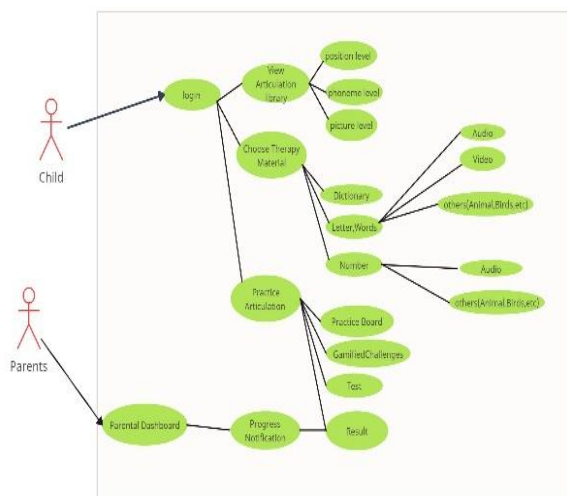 Child
Parents
login
View
Articulation
library
position level
phoneme level
picture level
Choose Therapy
Material
Dictionary
Letter,Words
Number
Audio
Video
others(Animal,Birds,etc)
Audio
others(Animal,Birds,etc)
Practice
Articulation
Practice Board
GamifiedChallenges
Test
Result
Parental Dashboard
Progress
Notification